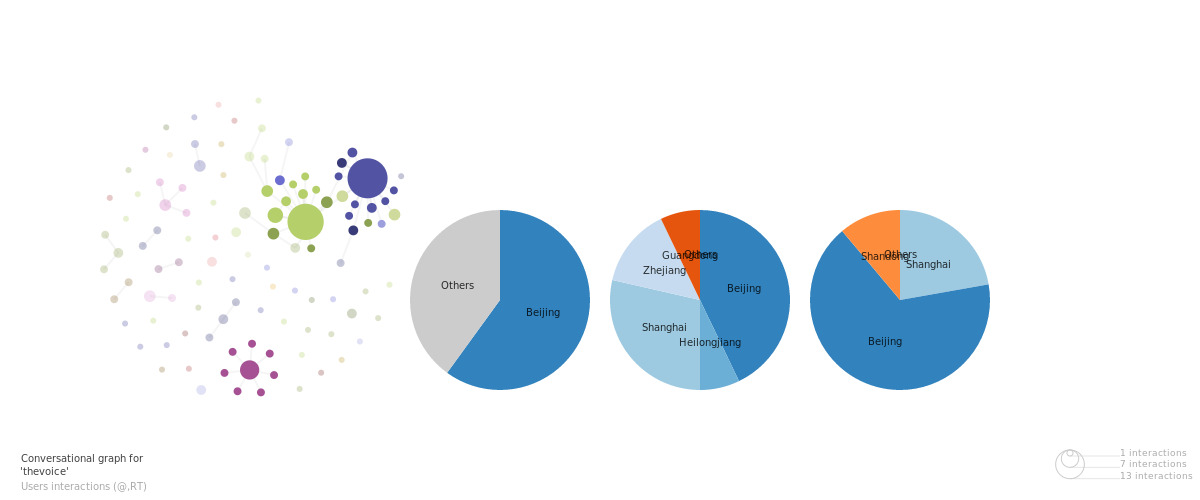 Others
Beijing
Others
Guangdong
Zhejiang
Beijing
Shanghai
Heilongjiang
Others
Shandong
Shanghai
Beijing
Conversational graph for
'thevoice'
Users interactions (@,RT)
1 interactions
7 interactions
13 interactions